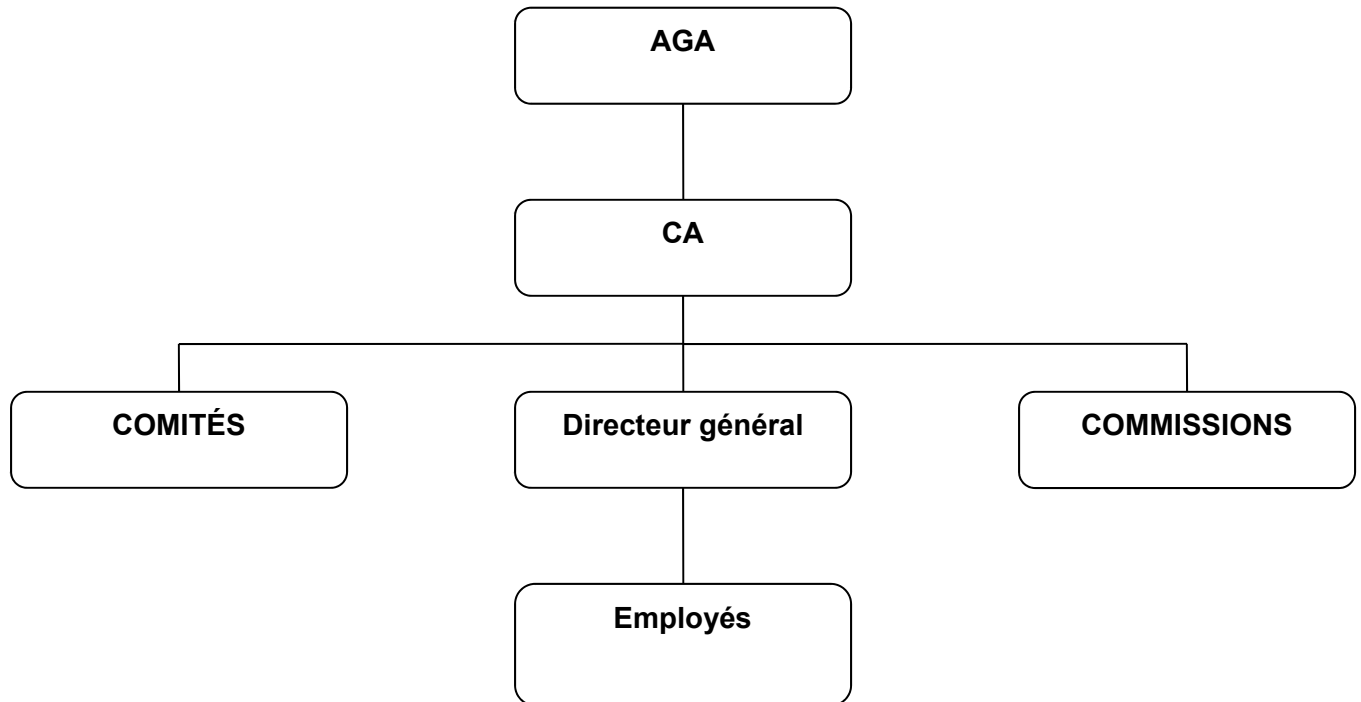 AGA
CA
COMITÉS
Directeur général
COMMISSIONS
Employés